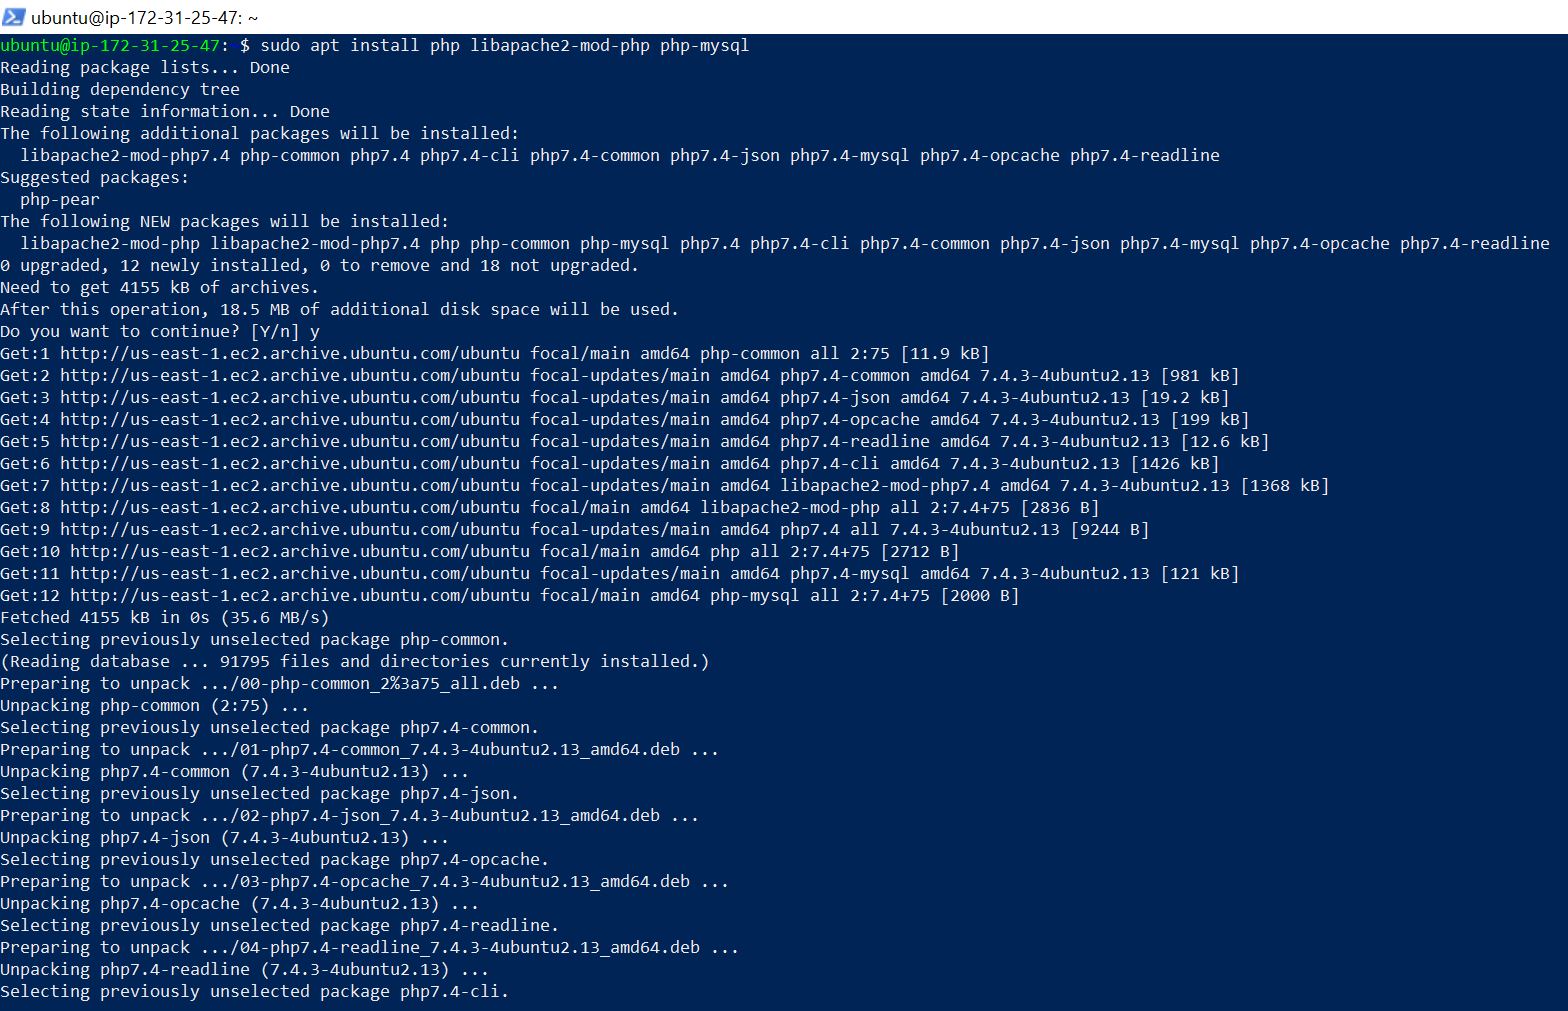 ubuntu@ip-172-31-25-47: ~
ubuntu@ip-172-31-25-47:~$ sudo apt install php libapache2-mod-php php-mysql
Reading package lists... Done
Building dependency tree
Reading state information... Done
The following additional packages will be installed:
  libapache2-mod-php7.4 php-common php7.4 php7.4-cli php7.4-common php7.4-json php7.4-mysql php7.4-opcache php7.4-readline
Suggested packages:
  php-pear
The following NEW packages will be installed:
  libapache2-mod-php libapache2-mod-php7.4 php php-common php-mysql php7.4 php7.4-cli php7.4-common php7.4-json php7.4-mysql php7.4-opcache php7.4-readline
0 upgraded, 12 newly installed, 0 to remove and 18 not upgraded.
Need to get 4155 kB of archives.
After this operation, 18.5 MB of additional disk space will be used.
Do you want to continue? [Y/n] y
Get:1 http://us-east-1.ec2.archive.ubuntu.com/ubuntu focal/main amd64 php-common all 2:75 [11.9 kB]
Get:2 http://us-east-1.ec2.archive.ubuntu.com/ubuntu focal-updates/main amd64 php7.4-common amd64 7.4.3-4ubuntu2.13 [981 kB]
Get:3 http://us-east-1.ec2.archive.ubuntu.com/ubuntu focal-updates/main amd64 php7.4-json amd64 7.4.3-4ubuntu2.13 [19.2 kB]
Get:4 http://us-east-1.ec2.archive.ubuntu.com/ubuntu focal-updates/main amd64 php7.4-opcache amd64 7.4.3-4ubuntu2.13 [199 kB]
Get:5 http://us-east-1.ec2.archive.ubuntu.com/ubuntu focal-updates/main amd64 php7.4-readline amd64 7.4.3-4ubuntu2.13 [12.6 kB]
Get:6 http://us-east-1.ec2.archive.ubuntu.com/ubuntu focal-updates/main amd64 php7.4-cli amd64 7.4.3-4ubuntu2.13 [1426 kB]
Get:7 http://us-east-1.ec2.archive.ubuntu.com/ubuntu focal-updates/main amd64 libapache2-mod-php7.4 amd64 7.4.3-4ubuntu2.13 [1368 kB]
Get:8 http://us-east-1.ec2.archive.ubuntu.com/ubuntu focal/main amd64 libapache2-mod-php all 2:7.4+75 [2836 B]
Get:9 http://us-east-1.ec2.archive.ubuntu.com/ubuntu focal-updates/main amd64 php7.4 all 7.4.3-4ubuntu2.13 [9244 B]
Get:10 http://us-east-1.ec2.archive.ubuntu.com/ubuntu focal/main amd64 php all 2:7.4+75 [2712 B]
Get:11 http://us-east-1.ec2.archive.ubuntu.com/ubuntu focal-updates/main amd64 php7.4-mysql amd64 7.4.3-4ubuntu2.13 [121 kB]
Get:12 http://us-east-1.ec2.archive.ubuntu.com/ubuntu focal/main amd64 php-mysql all 2:7.4+75 [2000 B]
Fetched 4155 kB in 0s (35.6 MB/s)
Selecting previously unselected package php-common.
(Reading database ... 91795 files and directories currently installed.)
Preparing to unpack .../00-php-common_2%3a75_all.deb ...
Unpacking php-common (2:75) ...
Selecting previously unselected package php7.4-common.
Preparing to unpack .../01-php7.4-common_7.4.3-4ubuntu2.13_amd64.deb ...
Unpacking php7.4-common (7.4.3-4ubuntu2.13) ...
Selecting previously unselected package php7.4-json.
Preparing to unpack .../02-php7.4-json_7.4.3-4ubuntu2.13_amd64.deb ...
Unpacking php7.4-json (7.4.3-4ubuntu2.13) ...
Selecting previously unselected package php7.4-opcache.
Preparing to unpack .../03-php7.4-opcache_7.4.3-4ubuntu2.13_amd64.deb ...
Unpacking php7.4-opcache (7.4.3-4ubuntu2.13) ...
Selecting previously unselected package php7.4-readline.
Preparing to unpack .../04-php7.4-readline_7.4.3-4ubuntu2.13_amd64.deb ...
Unpacking php7.4-readline (7.4.3-4ubuntu2.13) ...
Selecting previously unselected package php7.4-cli.